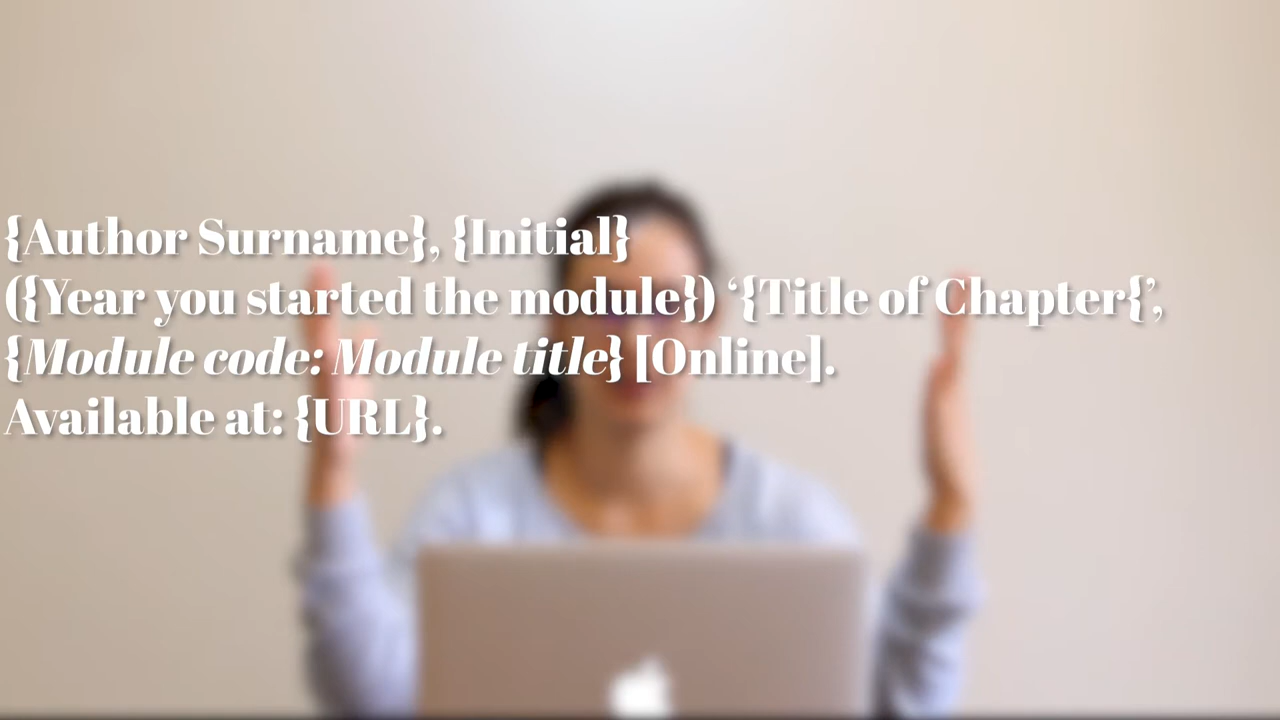 {Author Surname}, {Initial}
({Year you started the module}) ‘{Title of Chapter{’,
{Module code: Module title} [Online].
Available at: {URL}.